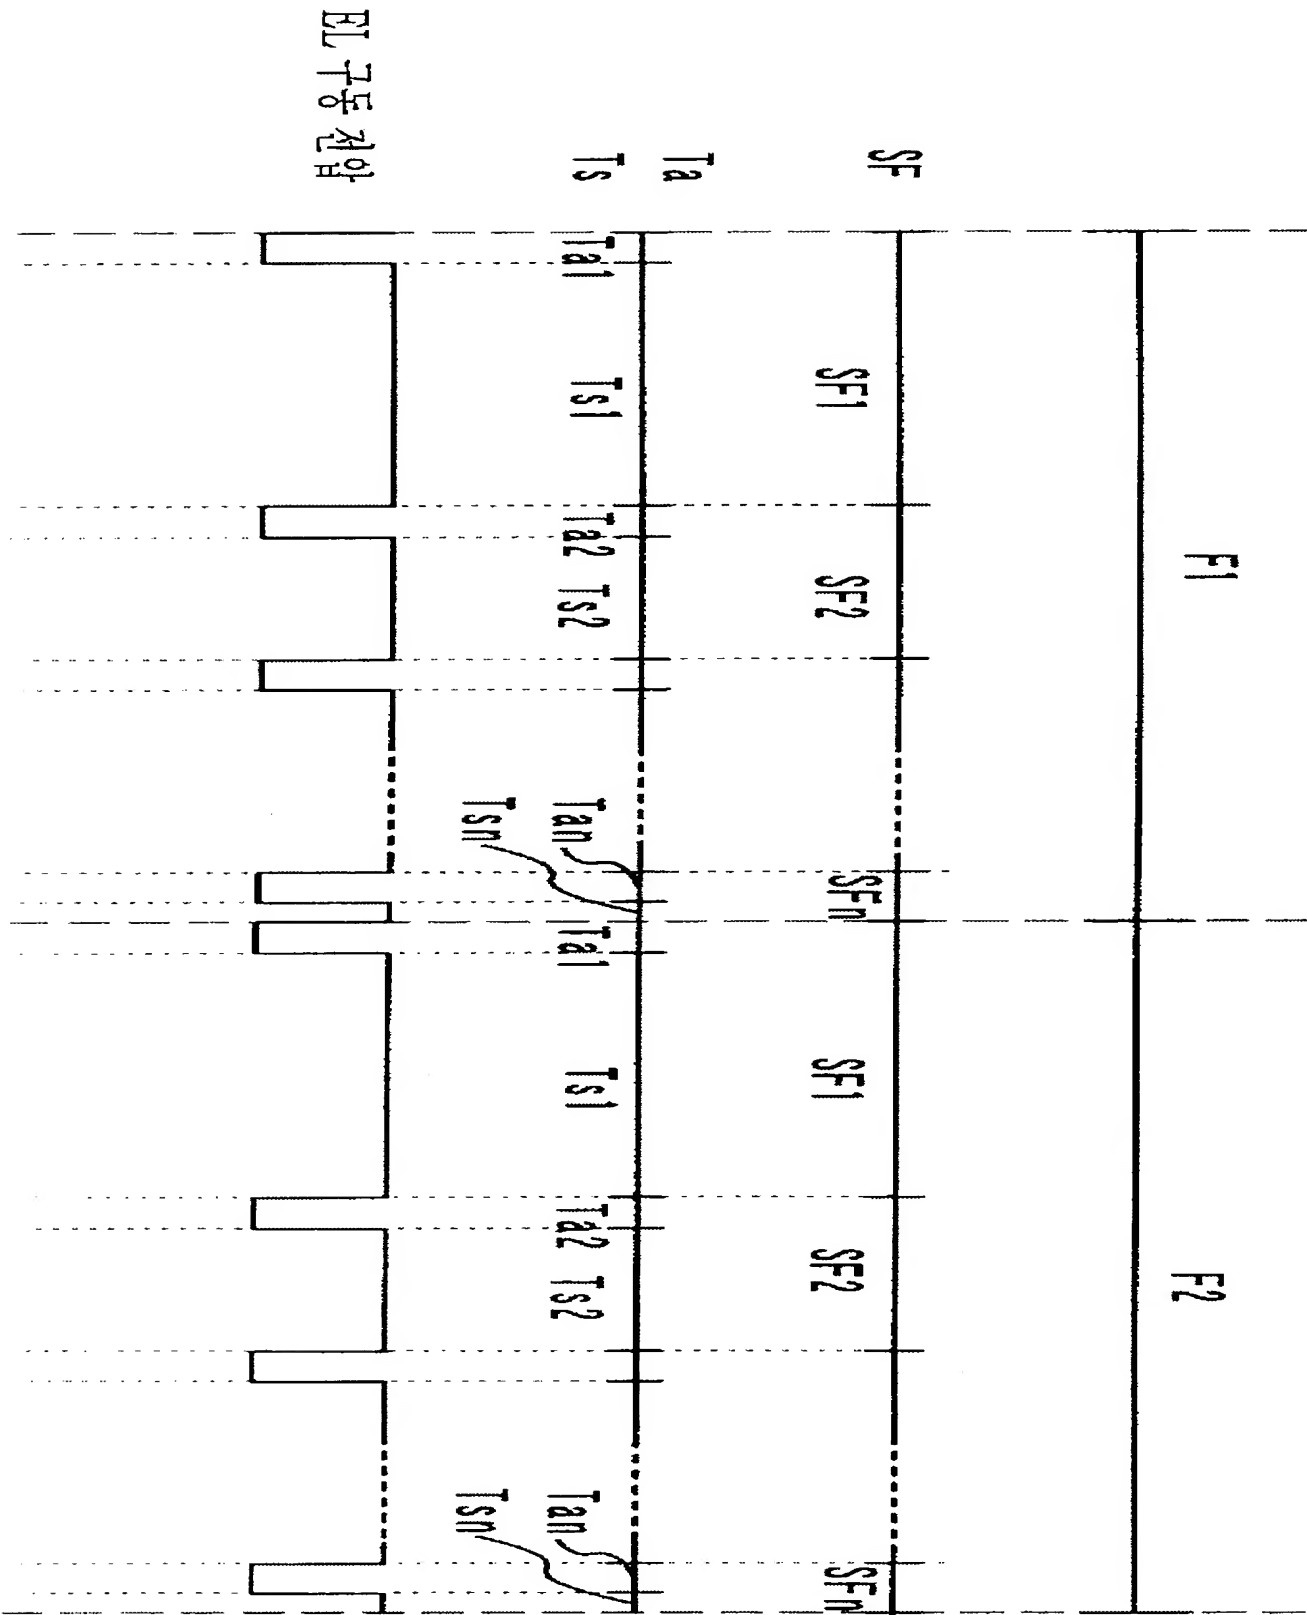 F1 F2
SF
SF1 SF2 SFn SF1 SF2 SFn
Ta
Ts Ta1 Ts1 Ta2 Ts2 Tan Ta1 Ts1 Ta2 Ts2 Tan
Tsn Tsn
EL 구동 전압